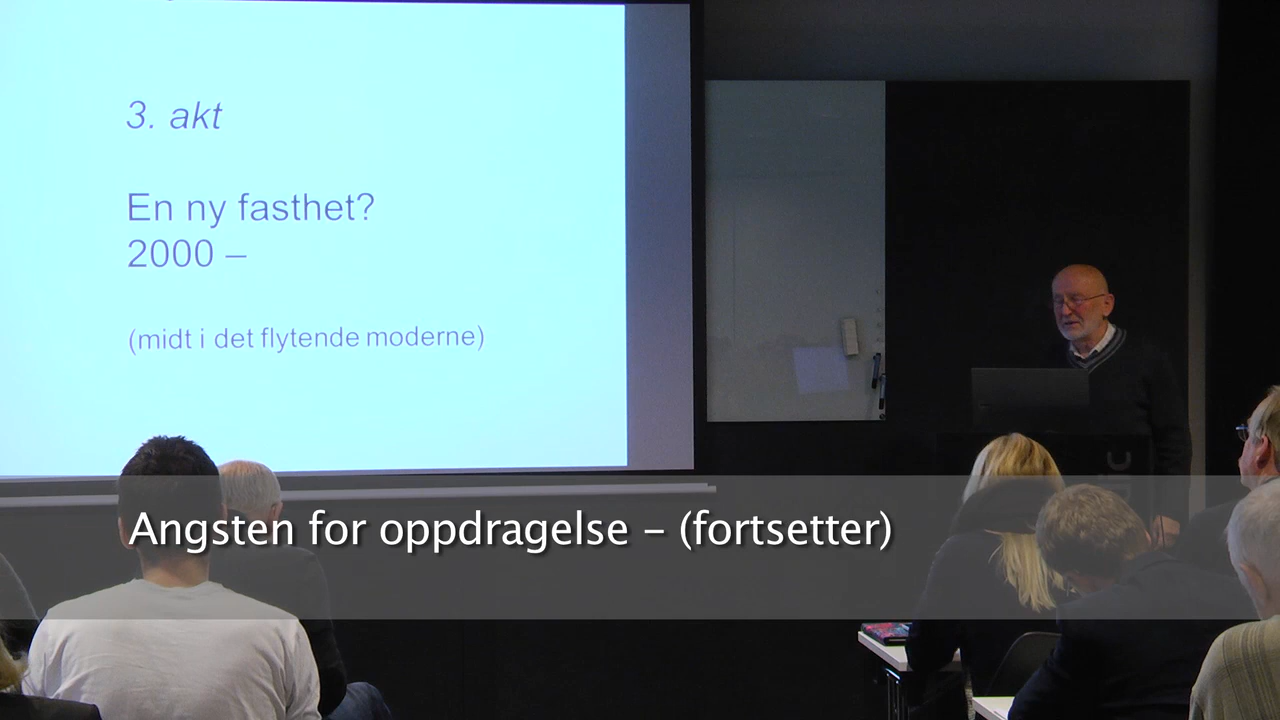 3. akt
En ny fasthet?
2000 –
(midt i det flytende moderne)
Angsten for oppdragelse – (fortsetter)